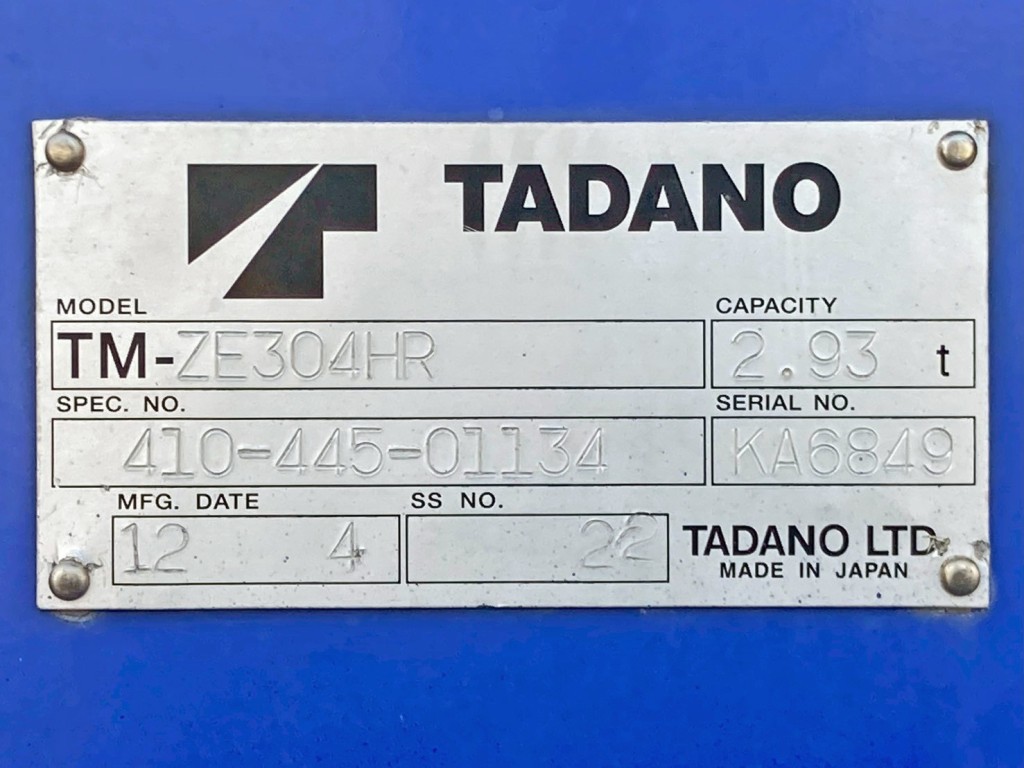 TADANO
MODEL CAPACITY
TM-ZE304HR 2.93 t
SPEC. NO. SERIAL NO.
410-445-01134 KA6849
MFG. DATE SS NO.
12 4 22 TADANO LTD.
MADE IN JAPAN